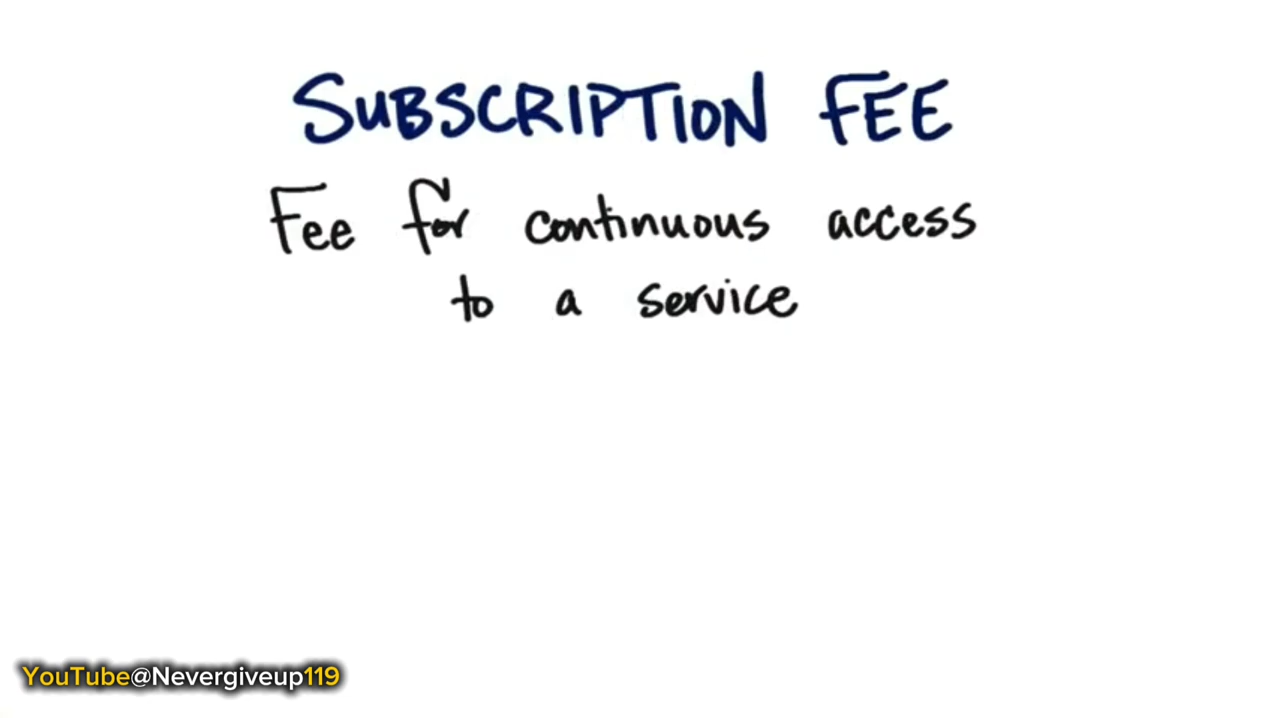 SUBSCRIPTION FEE
Fee for continuous access
to a service
YouTube@Nevergiveup119